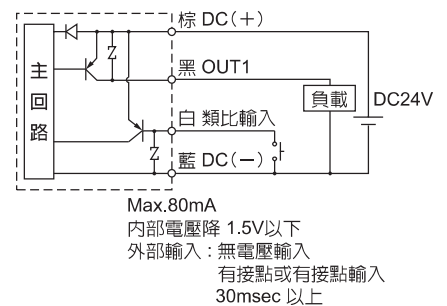 棕 DC(+)
主回路
黑 OUT1
負載
DC24V
白 類比輸入
藍 DC(−)
Max.80mA
内部電壓降 1.5V以下
外部輸入：無電壓輸入
有接點或有接點輸入
30msec 以上